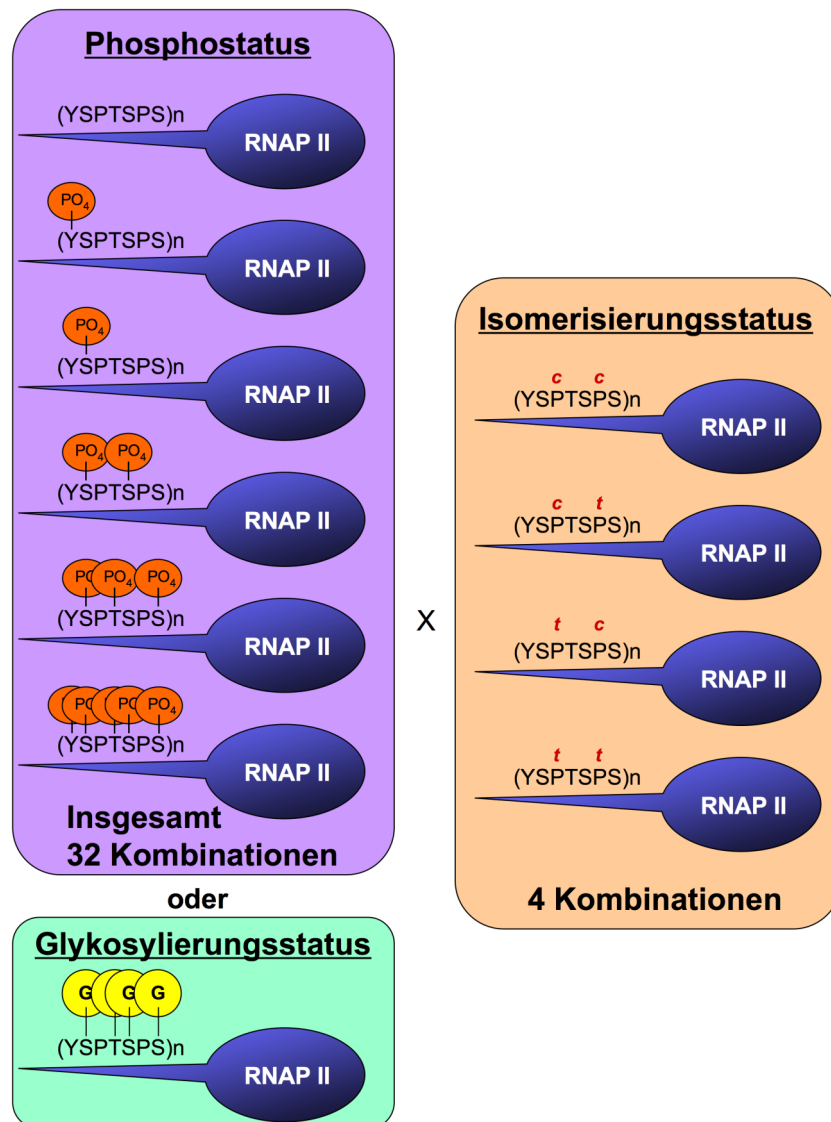 Phosphostatus
(YSPTSPS)n
RNAP II
PO4
(YSPTSPS)n
RNAP II
PO4
(YSPTSPS)n
RNAP II
PO4 PO4
(YSPTSPS)n
RNAP II
PO PO4 PO4
(YSPTSPS)n
RNAP II
PO PO4
(YSPTSPS)n
RNAP II
Insgesamt
32 Kombinationen
oder
Glykosylierungsstatus
G G G
(YSPTSPS)n
RNAP II
X
Isomerisierungsstatus
c c
(YSPTSPS)n
RNAP II
c t
(YSPTSPS)n
RNAP II
t c
(YSPTSPS)n
RNAP II
t t
(YSPTSPS)n
RNAP II
4 Kombinationen